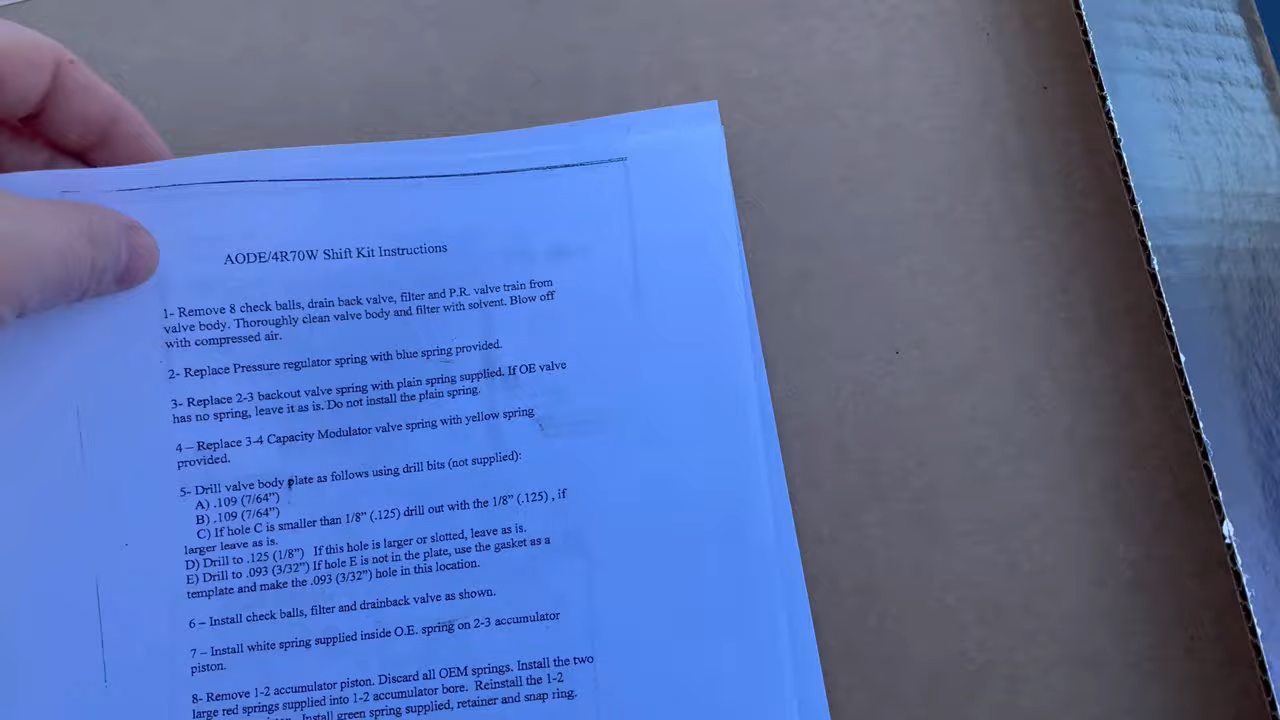 AODE/4R70W Shift Kit Instructions
1- Remove 8 check balls, drain back valve, filter and P.R. valve train from
valve body. Thoroughly clean valve body and filter with solvent. Blow off
with compressed air.
2- Replace Pressure regulator spring with blue spring provided.
3- Replace 2-3 backout valve spring with plain spring supplied. If OE valve
has no spring, leave it as is. Do not install the plain spring.
4 – Replace 3-4 Capacity Modulator valve spring with yellow spring
provided.
5- Drill valve body plate as follows using drill bits (not supplied):
A) .109 (7/64")
B) .109 (7/64")
C) If hole C is smaller than 1/8" (.125) drill out with the 1/8" (.125) , if
larger leave as is.
D) Drill to .125 (1/8") If this hole is larger or slotted, leave as is.
E) Drill to .093 (3/32") If hole E is not in the plate, use the gasket as a
template and make the .093 (3/32") hole in this location.
6 – Install check balls, filter and drainback valve as shown.
7 – Install white spring supplied inside O.E. spring on 2-3 accumulator
piston.
8- Remove 1-2 accumulator piston. Discard all OEM springs. Install the two
large red springs supplied into 1-2 accumulator bore. Reinstall the 1-2
Install green spring supplied, retainer and snap ring.